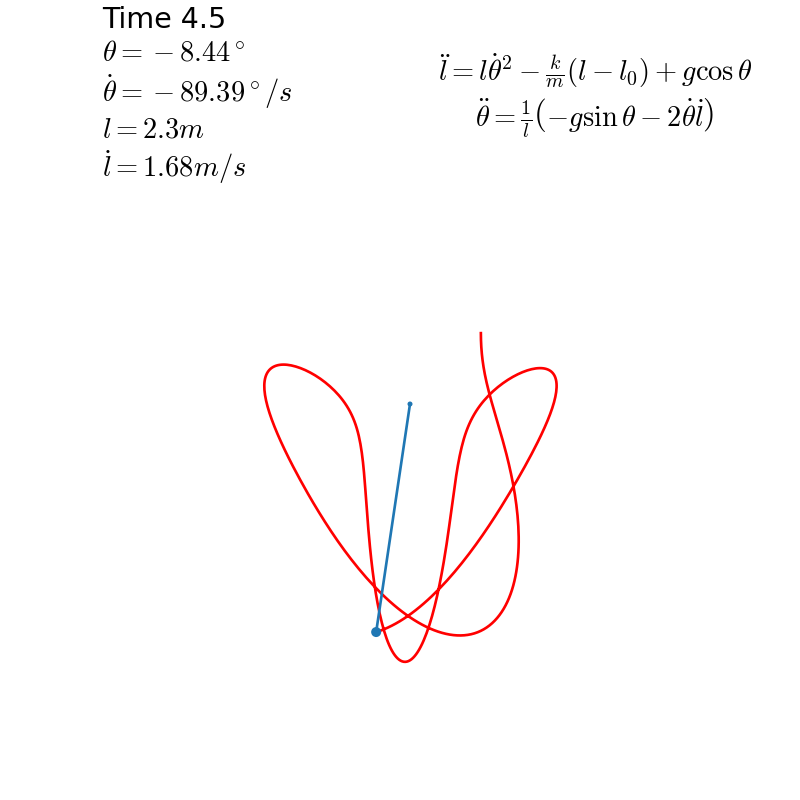 Time 4.5
θ = −8.44°
θ̇ = −89.39°/s
l = 2.3m
l̇ = 1.68m/s
l̈ = lθ̇² − k/m(l − l₀) + g cos θ
θ̈ = 1/l(−g sin θ − 2θ̇l̇)